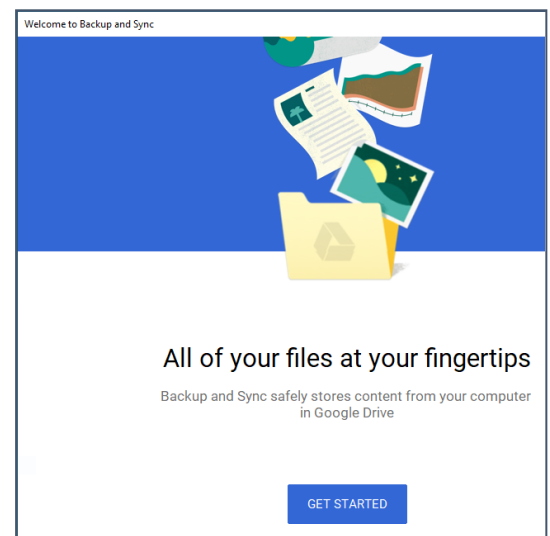 Welcome to Backup and Sync
All of your files at your fingertips
Backup and Sync safely stores content from your computer
in Google Drive
GET STARTED